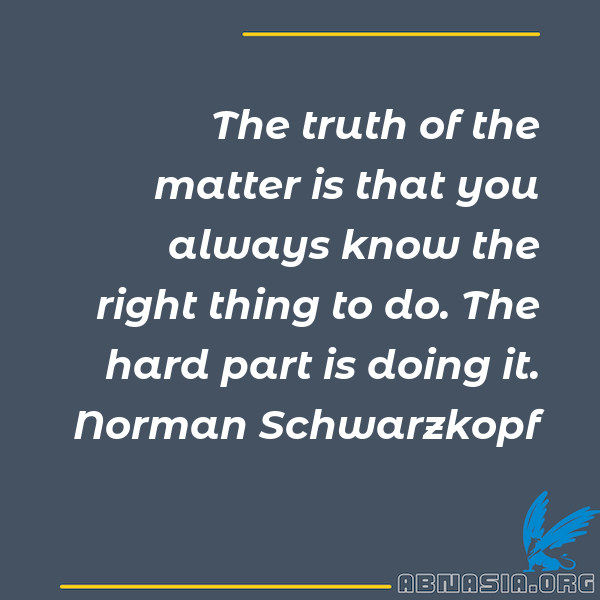 The truth of the
matter is that you
always know the
right thing to do. The
hard part is doing it.
Norman Schwarzkopf
ABNASIA.ORG